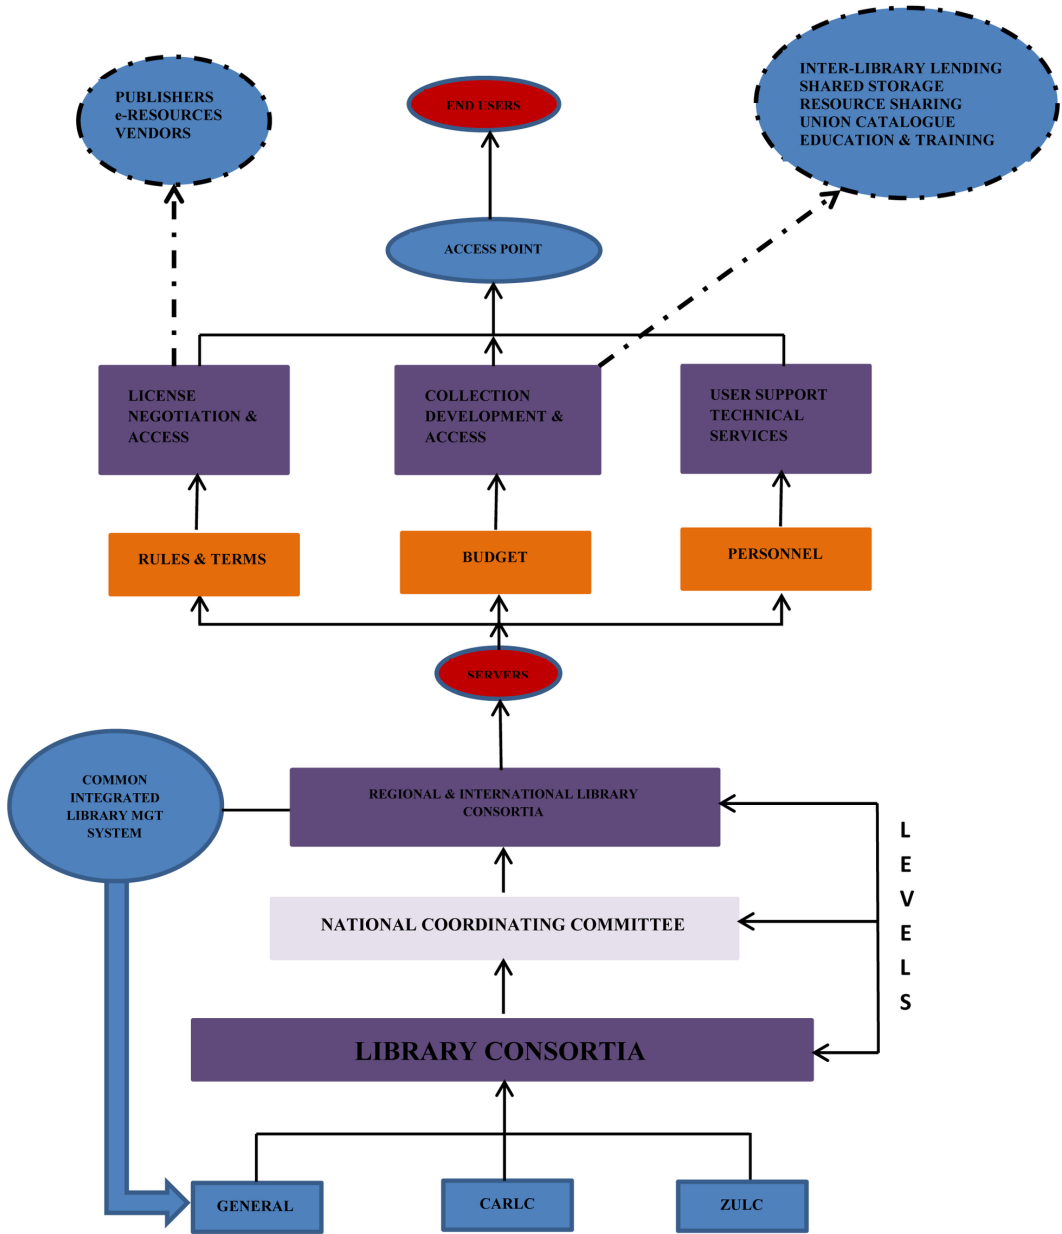 PUBLISHERS
e-RESOURCES
VENDORS
END USERS
INTER-LIBRARY LENDING
SHARED STORAGE
RESOURCE SHARING
UNION CATALOGUE
EDUCATION & TRAINING
ACCESS POINT
LICENSE
NEGOTIATION &
ACCESS
COLLECTION
DEVELOPMENT &
ACCESS
USER SUPPORT
TECHNICAL
SERVICES
RULES & TERMS
BUDGET
PERSONNEL
SERVERS
COMMON
INTEGRATED
LIBRARY MGT
SYSTEM
REGIONAL & INTERNATIONAL LIBRARY
CONSORTIA
NATIONAL COORDINATING COMMITTEE
LIBRARY CONSORTIA
L
E
V
E
L
S
GENERAL
CARLC
ZULC